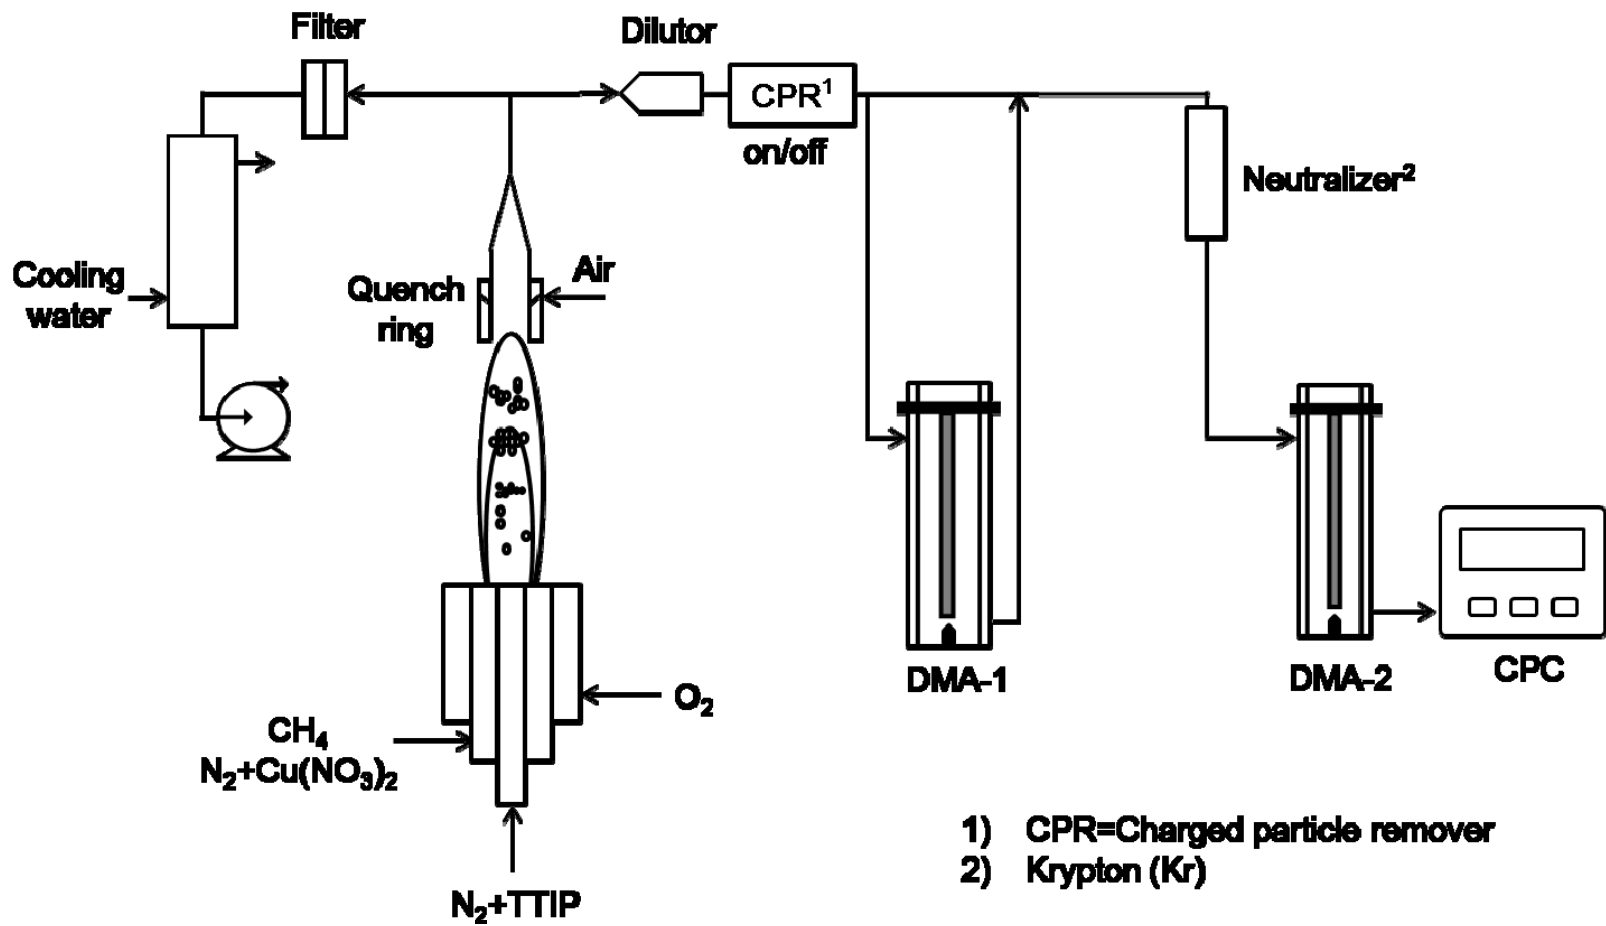 Filter
Dilutor
CPR¹
on/off
Neutralizer²
Cooling
water
Quench
ring
Air
DMA-1
DMA-2
CPC
O₂
CH₄
N₂+Cu(NO₃)₂
N₂+TTIP
1) CPR=Charged particle remover
2) Krypton (Kr)